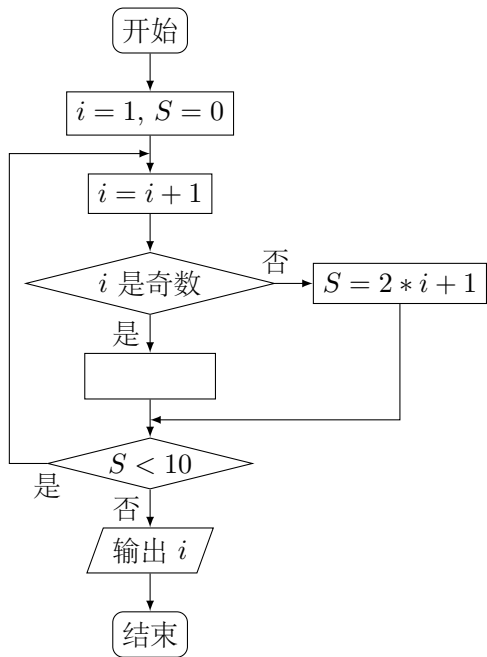 开始
i = 1, S = 0
i = i + 1
i 是奇数
否
S = 2 * i + 1
是
S < 10
是
否
输出 i
结束